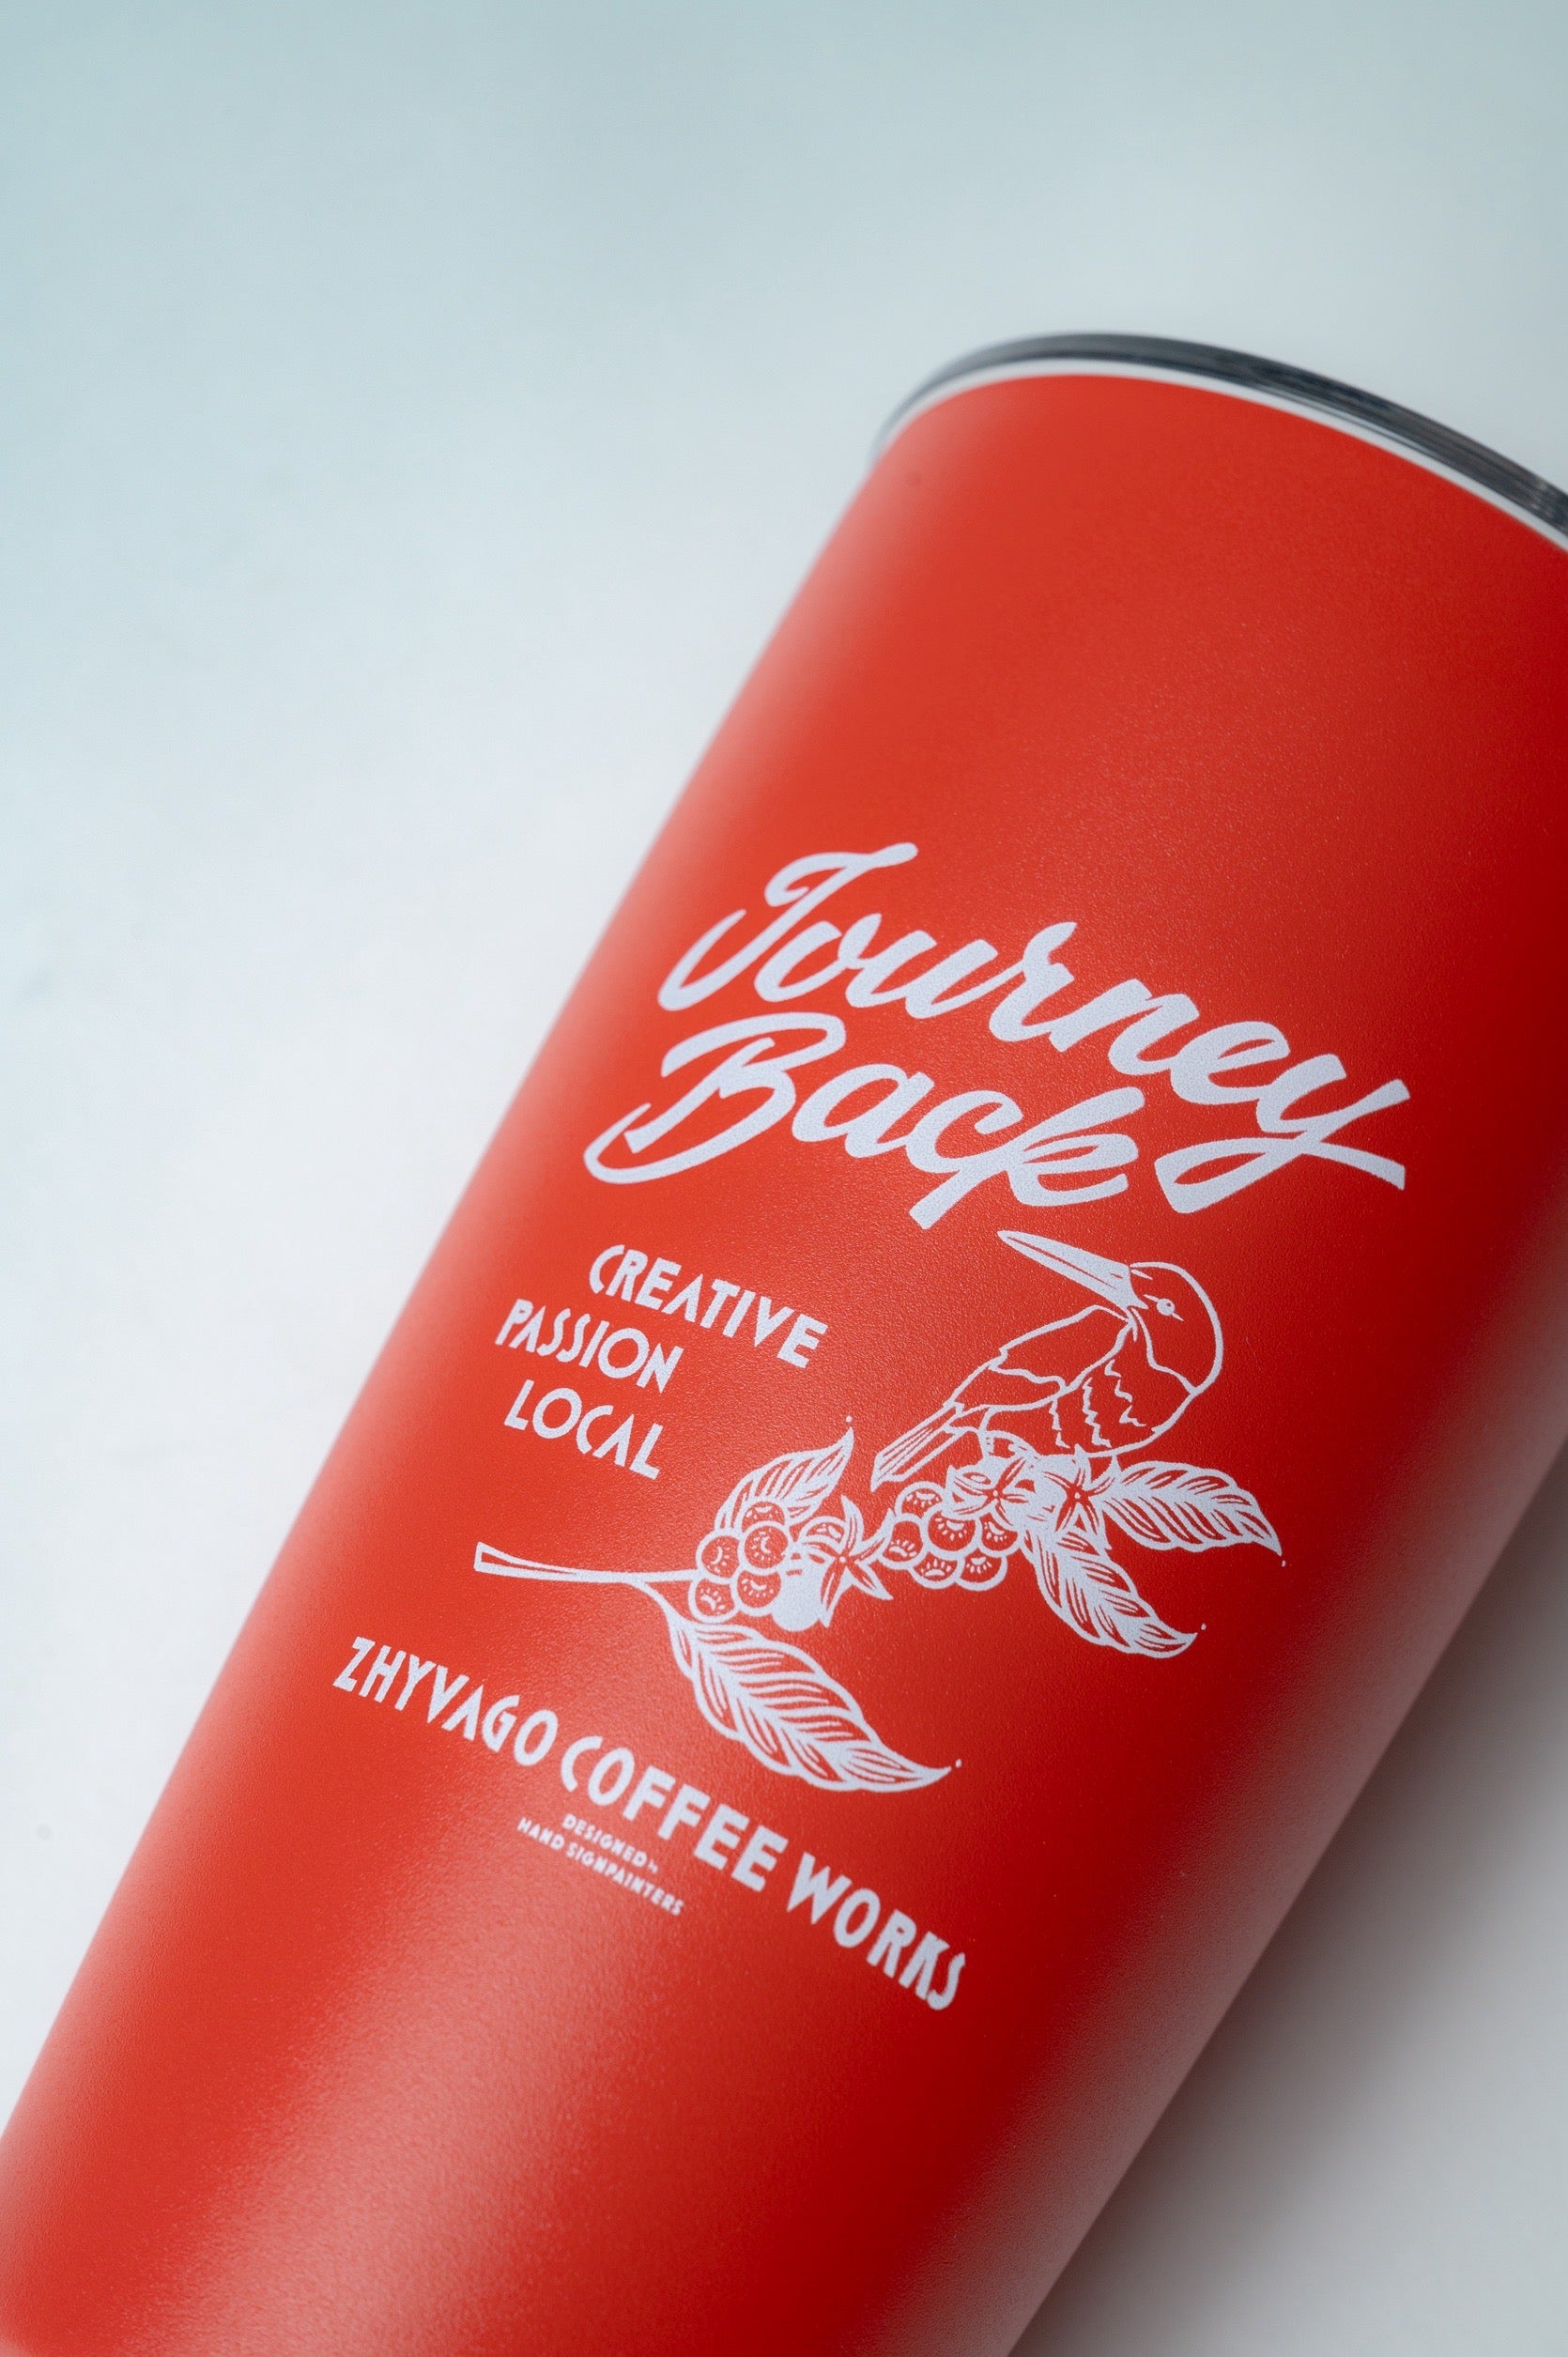 Journey
Back
CREATIVE
PASSION
LOCAL
ZHYVAGO COFFEE WORKS
DESIGNED by
HAND SIGNPAINTERS